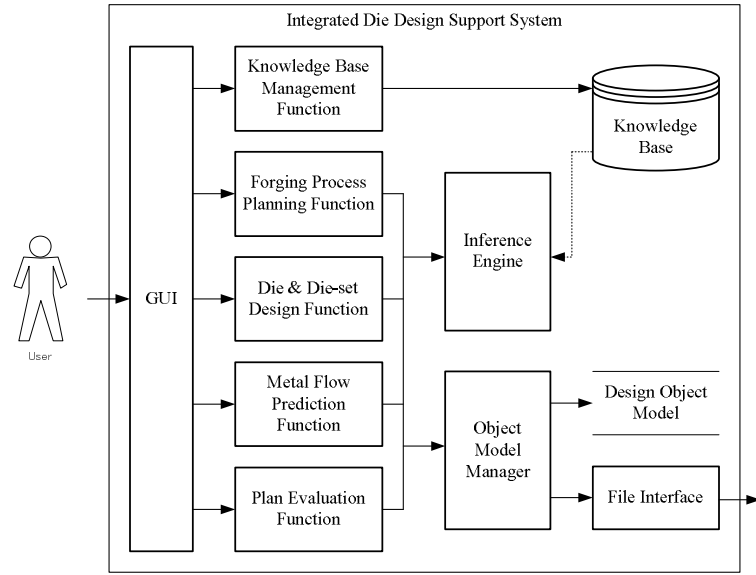 Integrated Die Design Support System
Knowledge Base
Management
Function
Knowledge
Base
Forging Process
Planning Function
Inference
Engine
GUI
Die & Die-set
Design Function
User
Metal Flow
Prediction
Function
Design Object
Model
Object
Model
Manager
Plan Evaluation
Function
File Interface